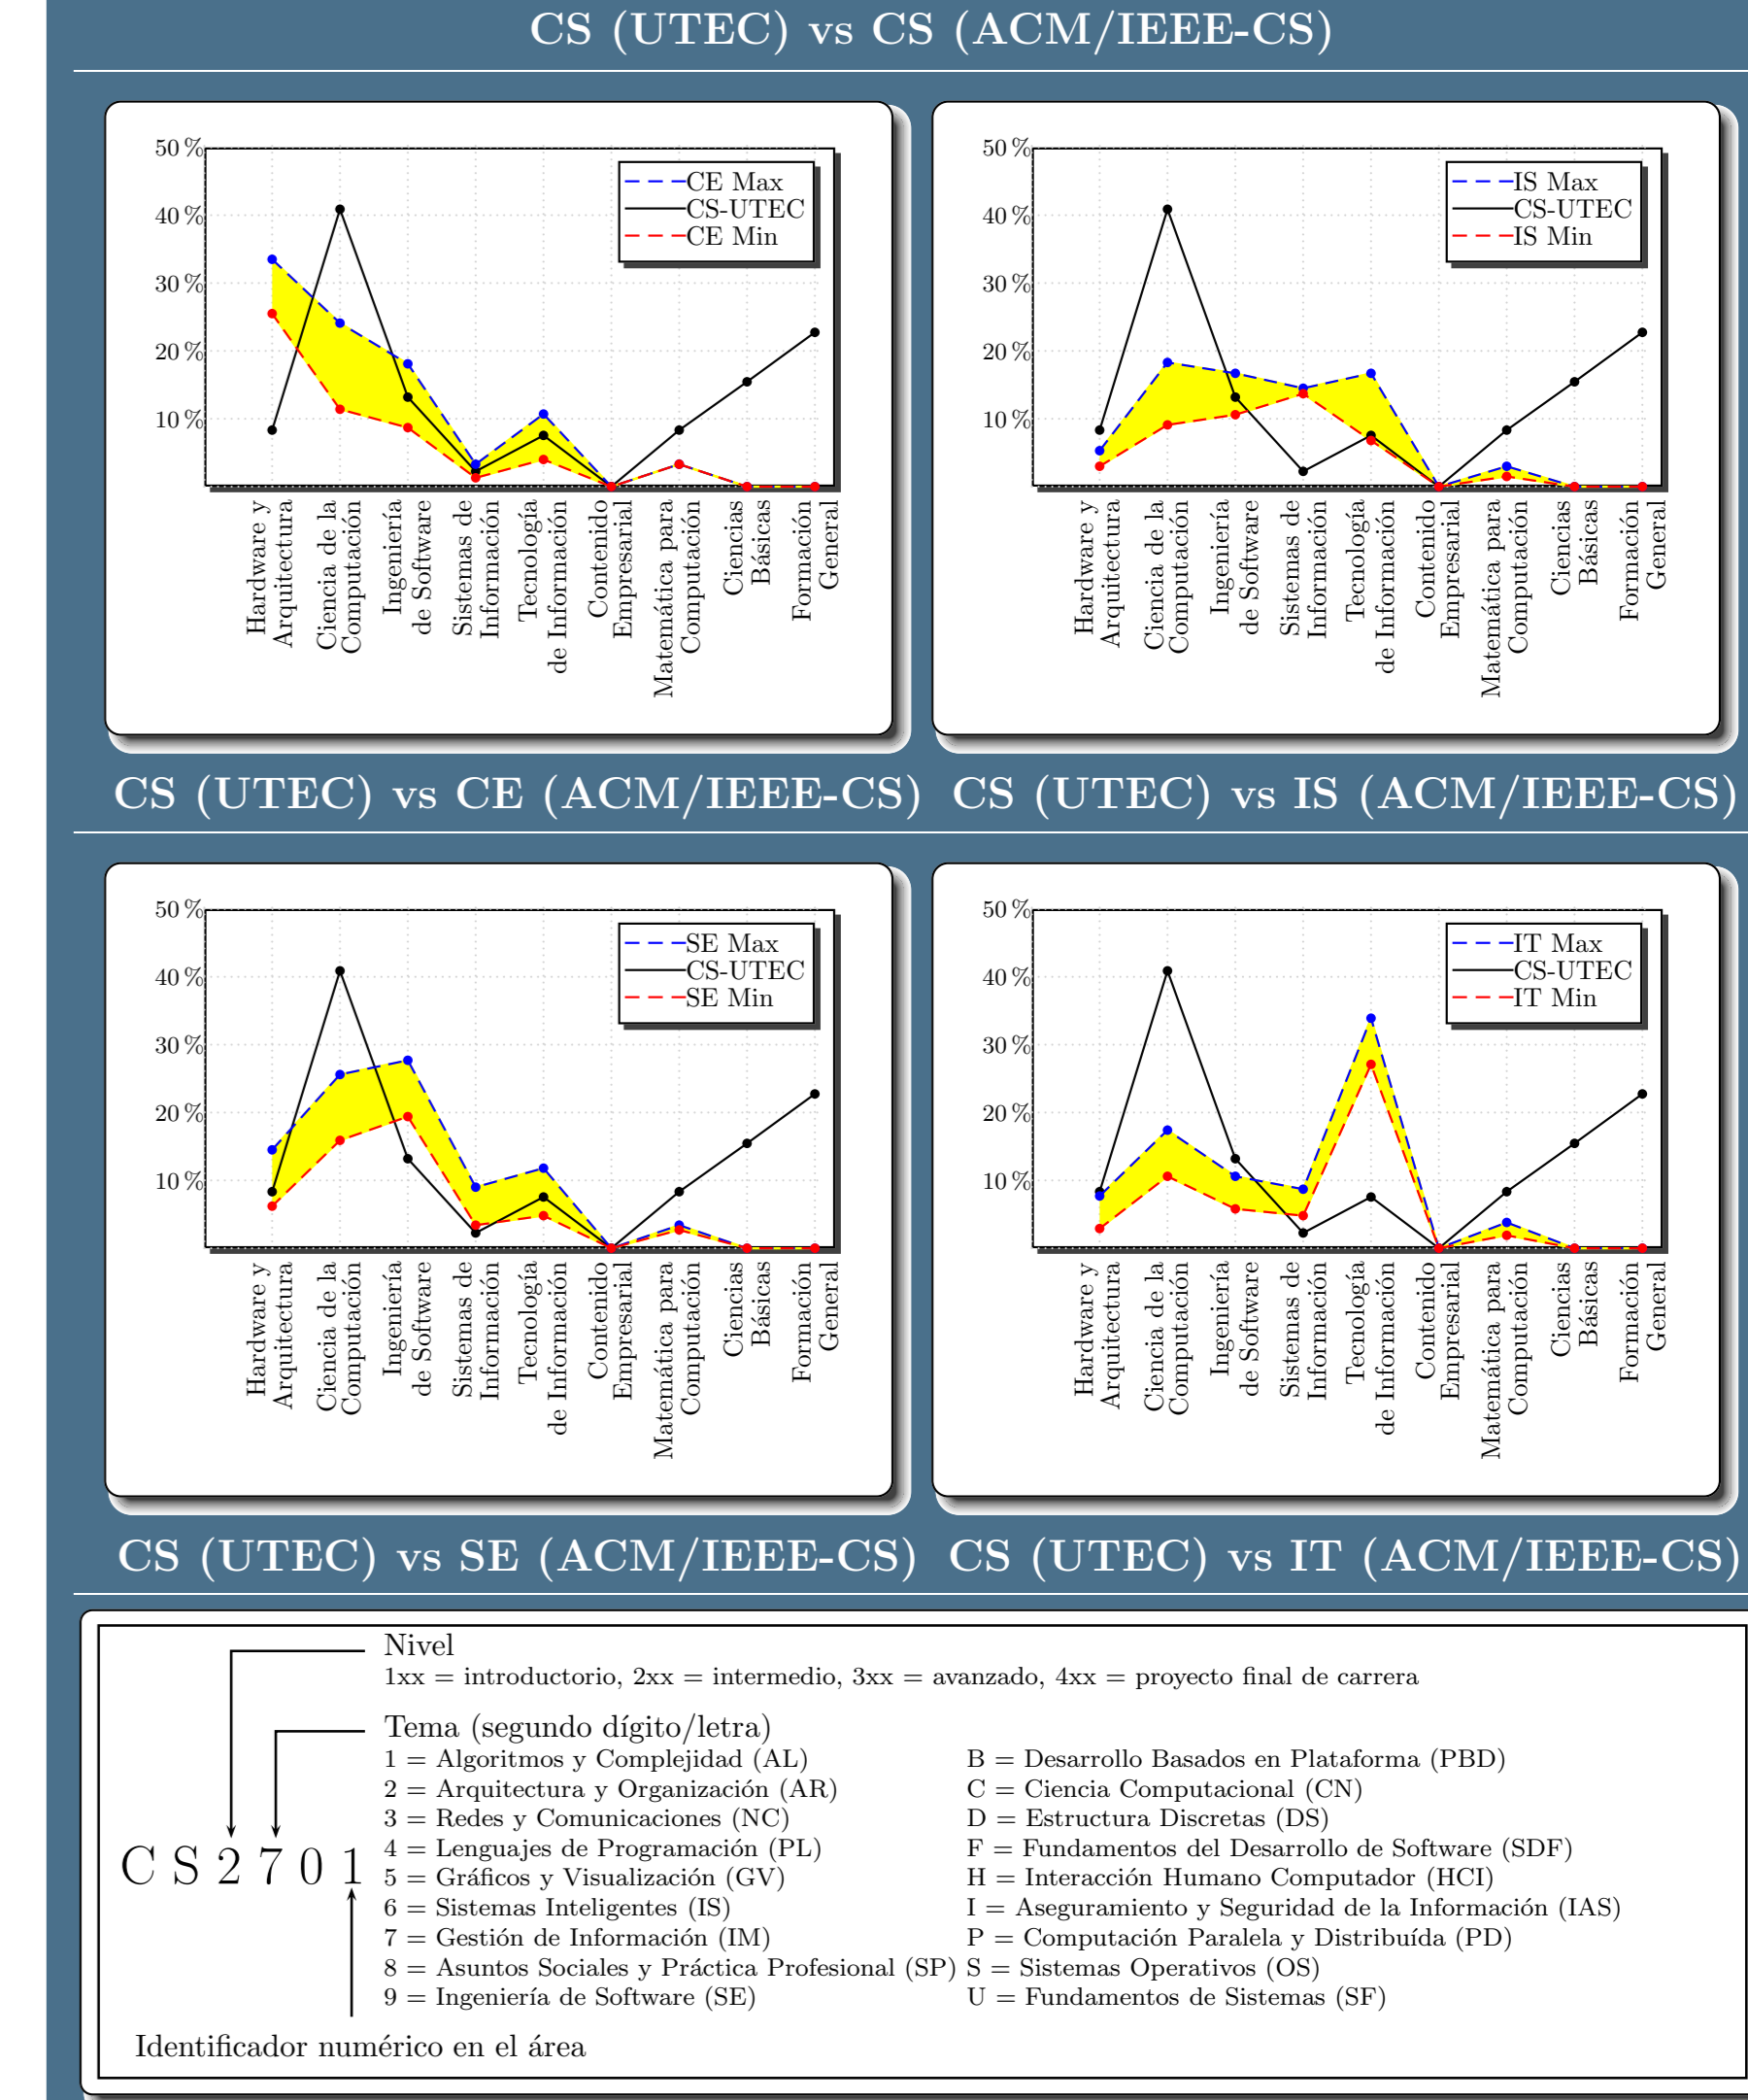 CS (UTEC) vs CS (ACM/IEEE-CS)
50 %
40 %
30 %
20 %
10 %
CE Max
CS-UTEC
CE Min
Hardware y
Arquitectura
Ciencia de la
Computación
Ingeniería
de Software
Sistemas de
Información
Tecnología
de Información
Contenido
Empresarial
Matemática para
Computación
Ciencias
Básicas
Formación
General
50 %
40 %
30 %
20 %
10 %
IS Max
CS-UTEC
IS Min
Hardware y
Arquitectura
Ciencia de la
Computación
Ingeniería
de Software
Sistemas de
Información
Tecnología
de Información
Contenido
Empresarial
Matemática para
Computación
Ciencias
Básicas
Formación
General
CS (UTEC) vs CE (ACM/IEEE-CS)
CS (UTEC) vs IS (ACM/IEEE-CS)
50 %
40 %
30 %
20 %
10 %
SE Max
CS-UTEC
SE Min
Hardware y
Arquitectura
Ciencia de la
Computación
Ingeniería
de Software
Sistemas de
Información
Tecnología
de Información
Contenido
Empresarial
Matemática para
Computación
Ciencias
Básicas
Formación
General
50 %
40 %
30 %
20 %
10 %
IT Max
CS-UTEC
IT Min
Hardware y
Arquitectura
Ciencia de la
Computación
Ingeniería
de Software
Sistemas de
Información
Tecnología
de Información
Contenido
Empresarial
Matemática para
Computación
Ciencias
Básicas
Formación
General
CS (UTEC) vs SE (ACM/IEEE-CS)
CS (UTEC) vs IT (ACM/IEEE-CS)
Nivel
1xx = introductorio, 2xx = intermedio, 3xx = avanzado, 4xx = proyecto final de carrera
Tema (segundo dígito/letra)
1 = Algoritmos y Complejidad (AL)
2 = Arquitectura y Organización (AR)
3 = Redes y Comunicaciones (NC)
4 = Lenguajes de Programación (PL)
5 = Gráficos y Visualización (GV)
6 = Sistemas Inteligentes (IS)
7 = Gestión de Información (IM)
8 = Asuntos Sociales y Práctica Profesional (SP)
9 = Ingeniería de Software (SE)
B = Desarrollo Basados en Plataforma (PBD)
C = Ciencia Computacional (CN)
D = Estructura Discretas (DS)
F = Fundamentos del Desarrollo de Software (SDF)
H = Interacción Humano Computador (HCI)
I = Aseguramiento y Seguridad de la Información (IAS)
P = Computación Paralela y Distribuída (PD)
S = Sistemas Operativos (OS)
U = Fundamentos de Sistemas (SF)
C S 2 7 0 1
Identificador numérico en el área